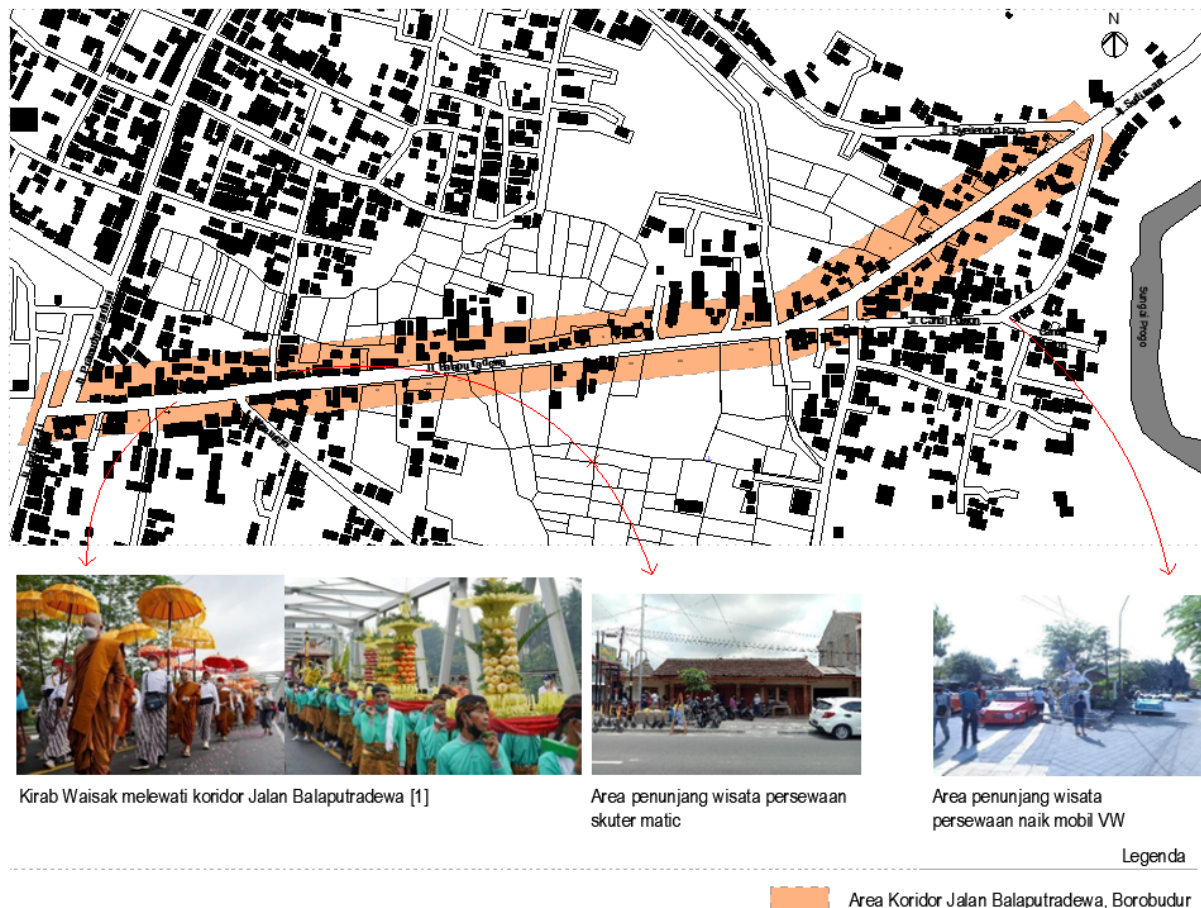 N
Jl. Sudirman
Jl. Syailendra Raya
Sungai Progo
Jl. Balaputradewa
Kirab Waisak melewati koridor Jalan Balaputradewa [1]
Area penunjang wisata persewaan
skuter matic
Area penunjang wisata
persewaan naik mobil VW
Legenda
Area Koridor Jalan Balaputradewa, Borobudur